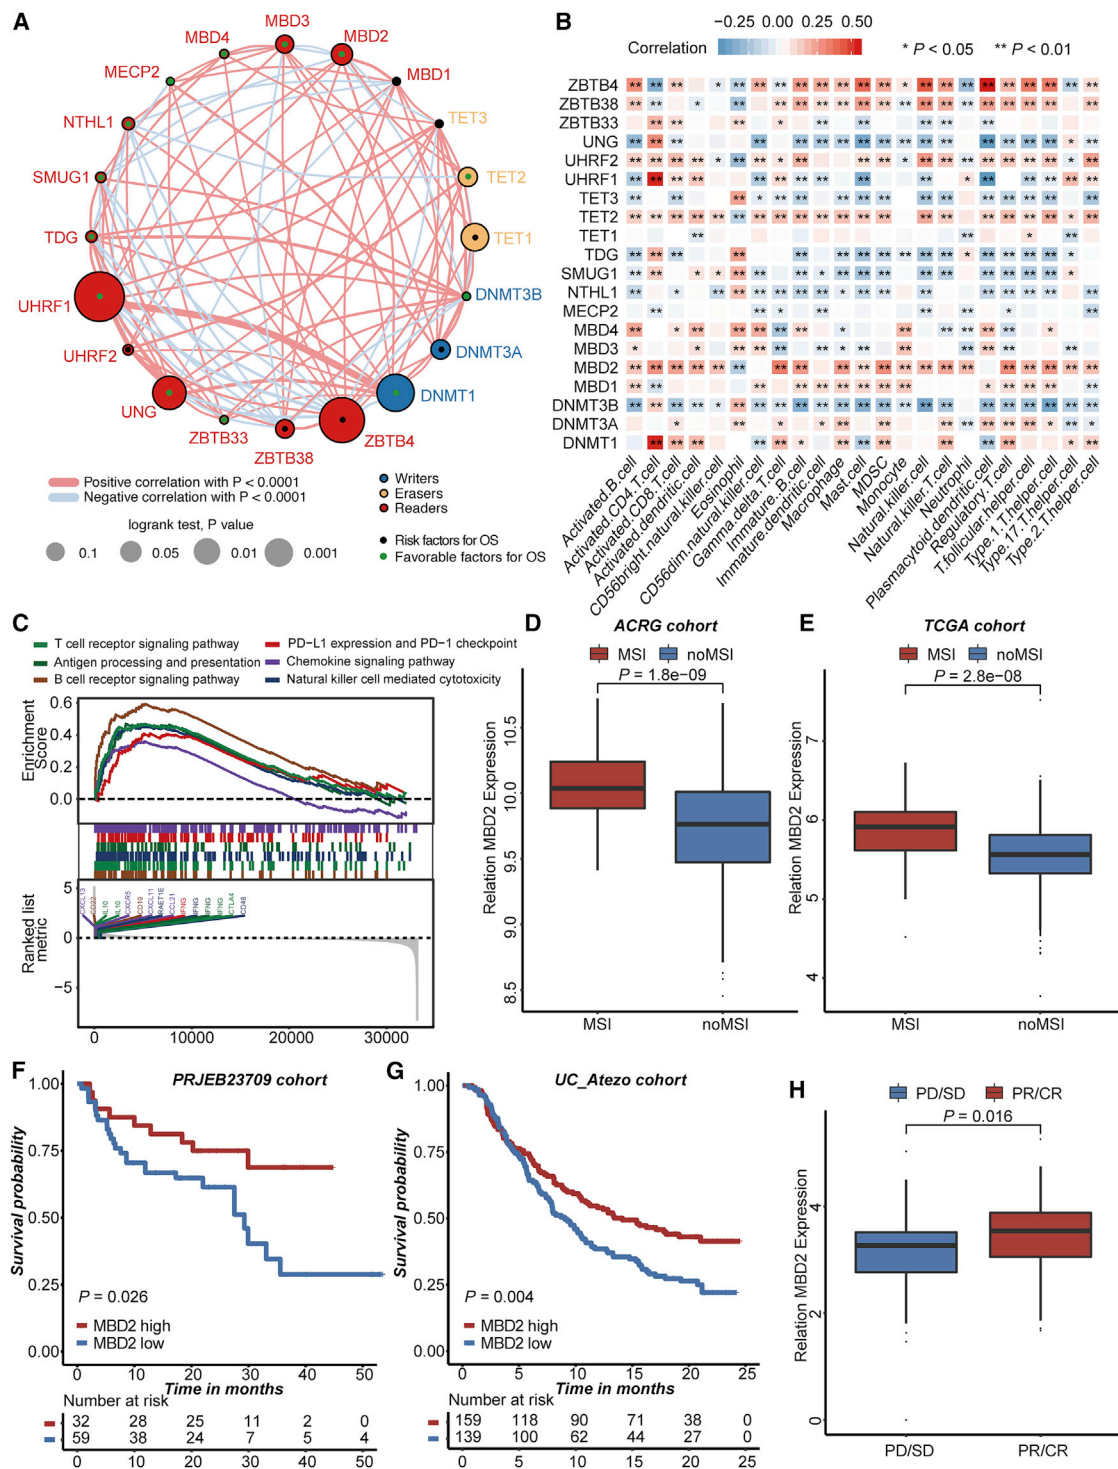 A
MBD3
MBD4
MBD2
MECP2
MBD1
NTHL1
TET3
SMUG1
TET2
TDG
TET1
UHRF1
DNMT3B
UHRF2
DNMT3A
UNG
DNMT1
ZBTB33
ZBTB4
ZBTB38
Positive correlation with P < 0.0001
Negative correlation with P < 0.0001
Writers
Erasers
Readers
logrank test, P value
0.1 0.05 0.01 0.001
Risk factors for OS
Favorable factors for OS
B
−0.25 0.00 0.25 0.50
Correlation
* P < 0.05 ** P < 0.01
ZBTB4
ZBTB38
ZBTB33
UNG
UHRF2
UHRF1
TET3
TET2
TET1
TDG
SMUG1
NTHL1
MECP2
MBD4
MBD3
MBD2
MBD1
DNMT3B
DNMT3A
DNMT1
Activated.B.cell
Activated.CD4.T.cell
Activated.CD8.T.cell
Activated.dendritic.cell
CD56bright.natural.killer.cell
Eosinophil
CD56dim.natural.killer.cell
Gamma.delta.T.cell
Immature..B.cell
Immature.dendritic.cell
Macrophage
Mast.cell
MDSC
Monocyte
Natural.killer.cell
Natural.killer.T.cell
Neutrophil
Plasmacytoid.dendritic.cell
Regulatory.T.cell
T.follicular.helper.cell
Type.1.T.helper.cell
Type.17.T.helper.cell
Type.2.T.helper.cell
C
T cell receptor signaling pathway
Antigen processing and presentation
B cell receptor signaling pathway
PD−L1 expression and PD−1 checkpoint
Chemokine signaling pathway
Natural killer cell mediated cytotoxicity
Enrichment
Score
0.6
0.4
0.2
0.0
Ranked list
metric
5
0
−5
CXCL13
CD22
IL10
IL10
CXCR5
CD19
CXCL11
RAET1E
CCL21
IFNG
IFNG
IFNG
IFNG
CTLA4
CD48
0 10000 20000 30000
D
ACRG cohort
MSI noMSI
P = 1.8e−09
Relation MBD2 Expression
10.5
10.0
9.5
9.0
8.5
MSI noMSI
E
TCGA cohort
MSI noMSI
P = 2.8e−08
Relation MBD2 Expression
7
6
5
4
MSI noMSI
F
PRJEB23709 cohort
Survival probability
1.00
0.75
0.50
0.25
0.00
P = 0.026
MBD2 high
MBD2 low
0 10 20 30 40 50
Time in months
Number at risk
32 28 25 11 2 0
59 38 24 7 5 4
0 10 20 30 40 50
G
UC_Atezo cohort
Survival probability
1.00
0.75
0.50
0.25
0.00
P = 0.004
MBD2 high
MBD2 low
0 5 10 15 20 25
Time in months
Number at risk
159 118 90 71 38 0
139 100 62 44 27 0
0 5 10 15 20 25
H
PD/SD PR/CR
P = 0.016
Relation MBD2 Expression
4
2
0
PD/SD PR/CR